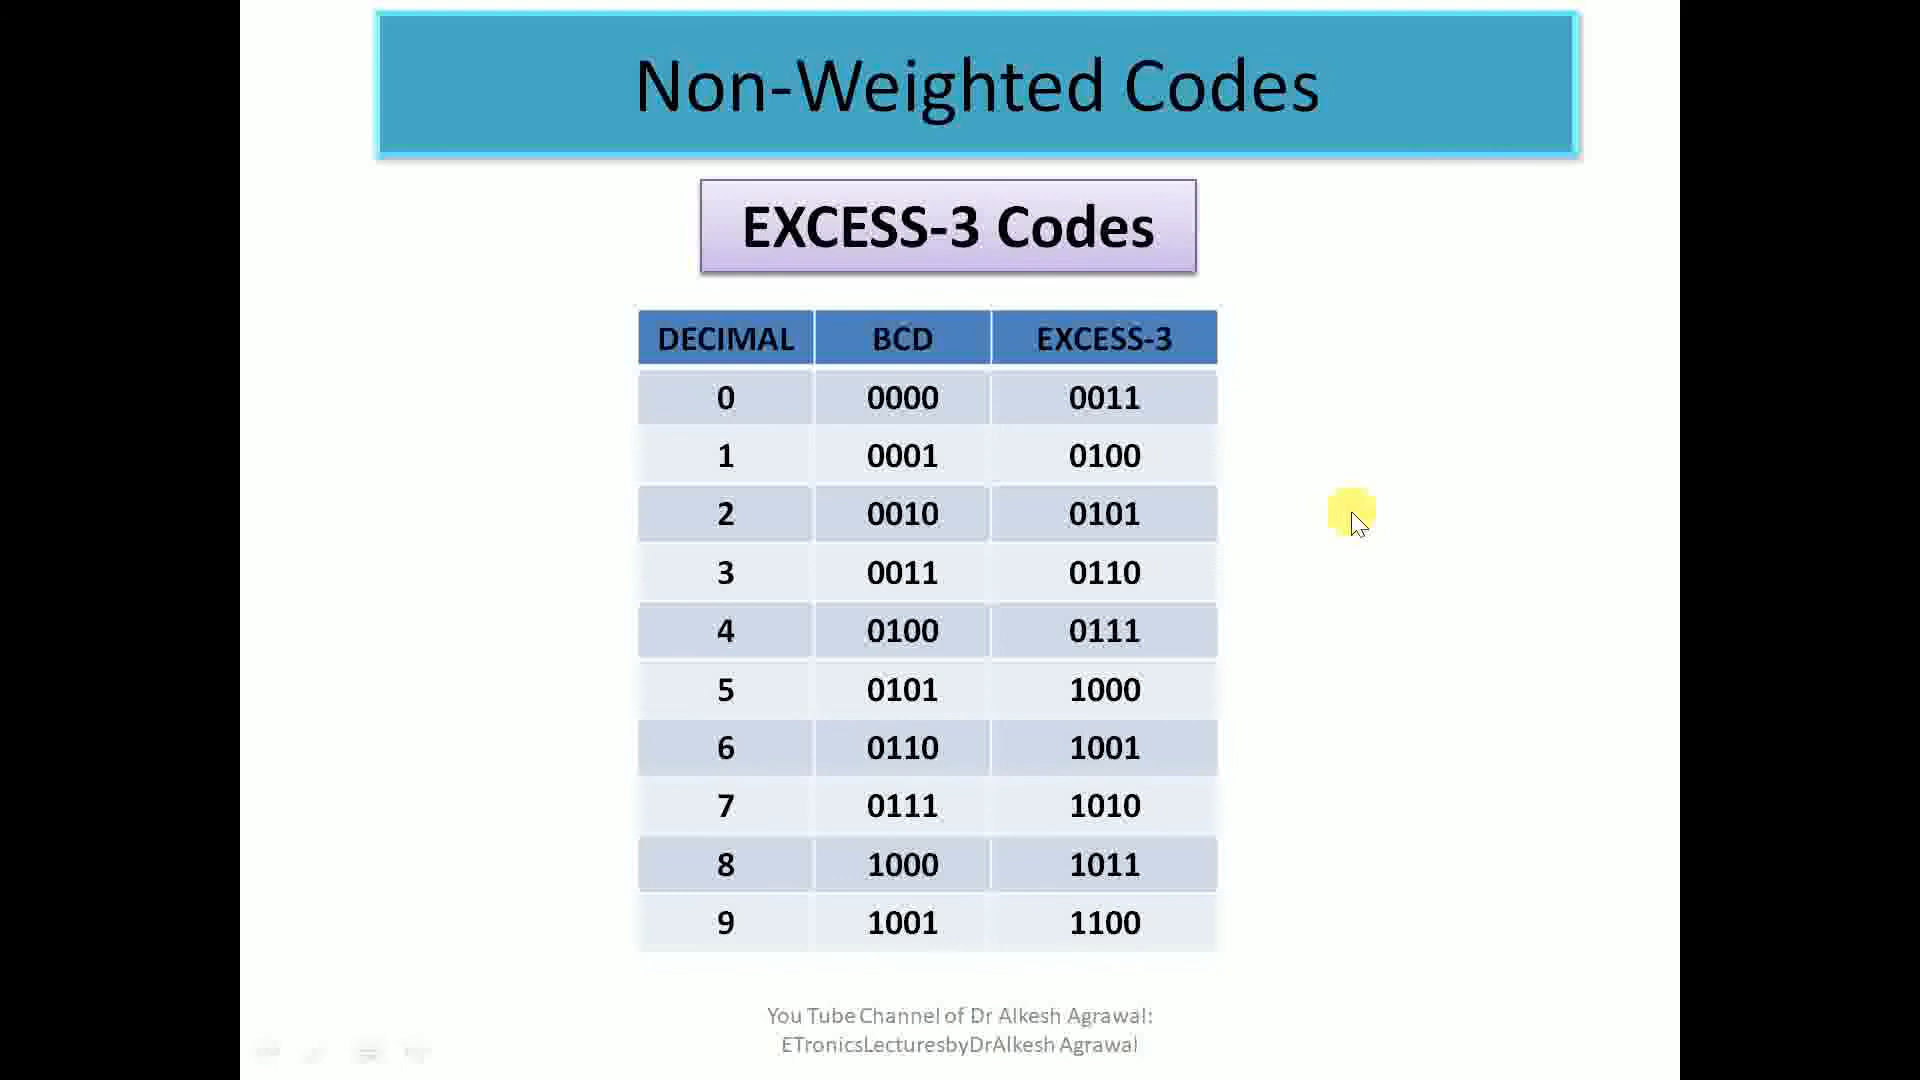 Non-Weighted Codes
EXCESS-3 Codes
DECIMAL BCD EXCESS-3
0 0000 0011
1 0001 0100
2 0010 0101
3 0011 0110
4 0100 0111
5 0101 1000
6 0110 1001
7 0111 1010
8 1000 1011
9 1001 1100
You Tube Channel of Dr Alkesh Agrawal:
ETronicsLecturesbyDrAlkesh Agrawal